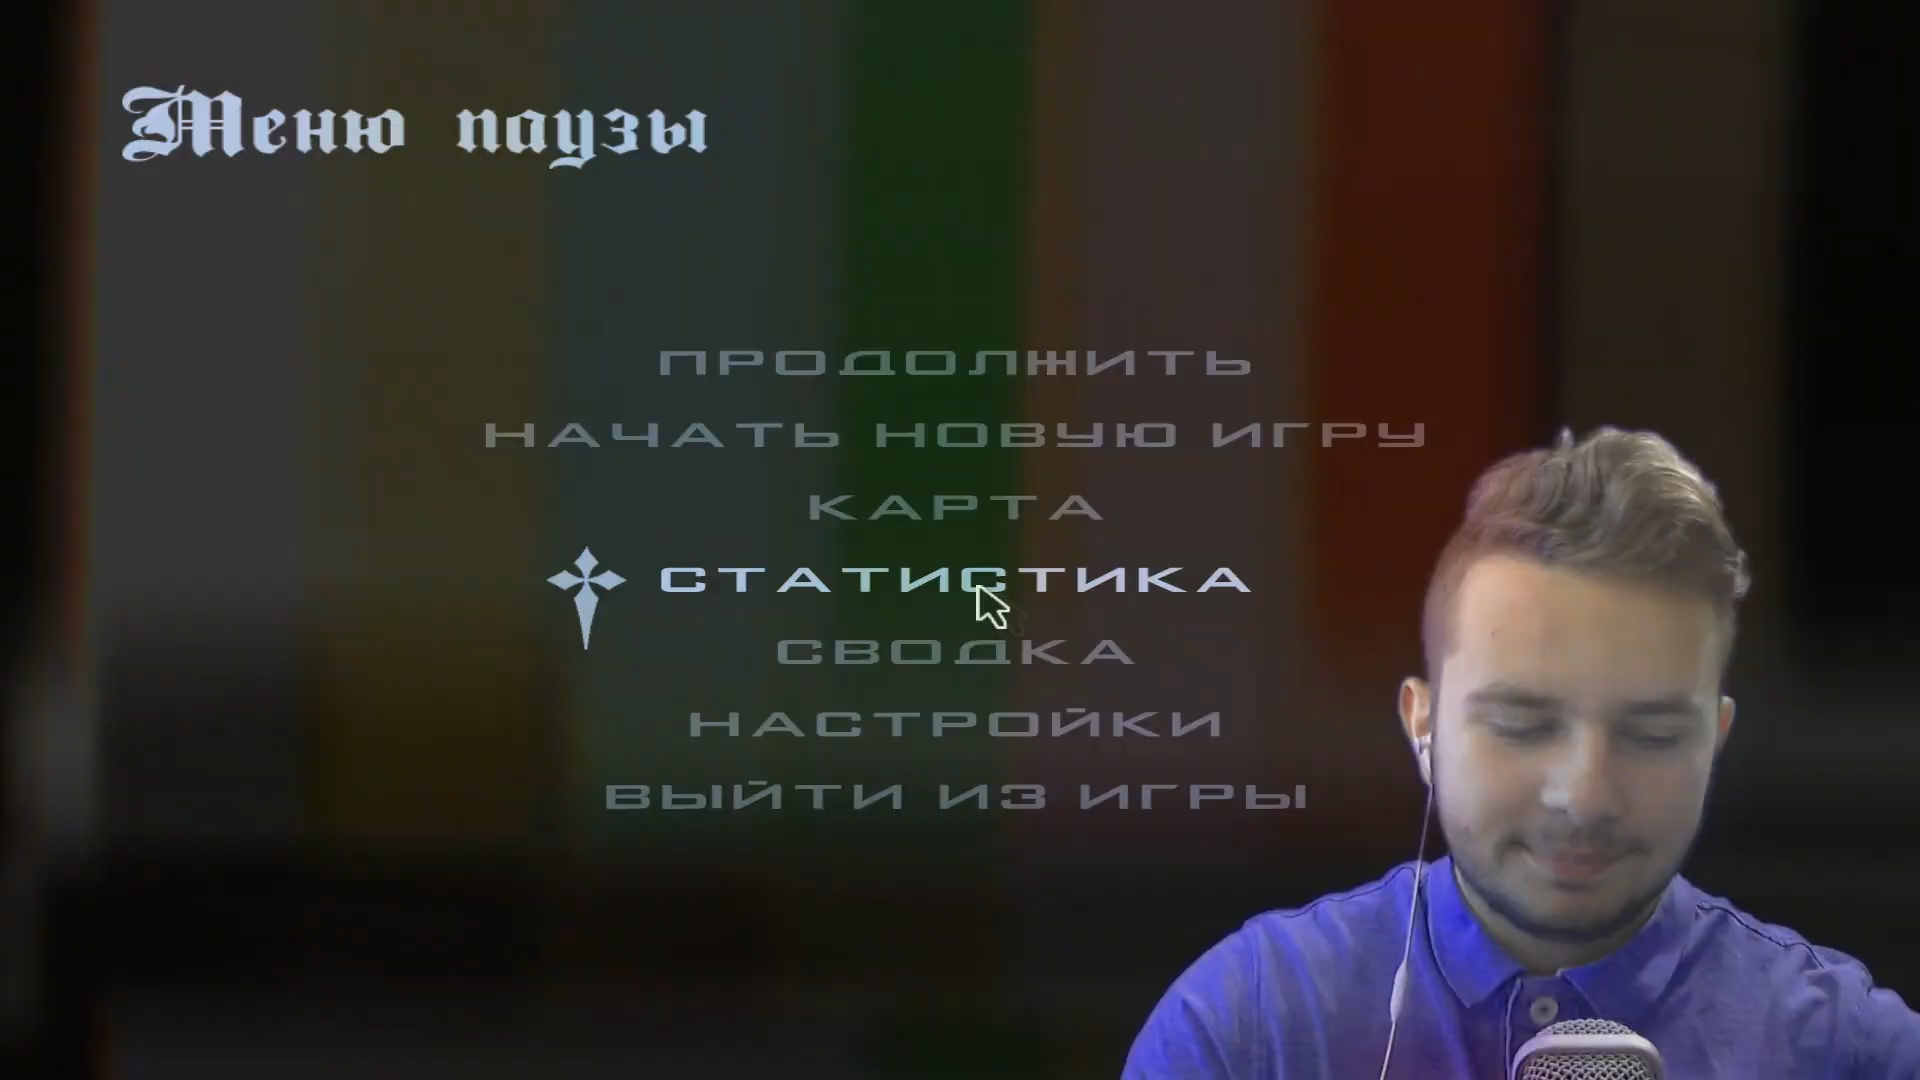 Меню паузы
ПРОДОЛЖИТЬ
НАЧАТЬ НОВУЮ ИГРУ
КАРТА
СТАТИСТИКА
СВОДКА
НАСТРОЙКИ
ВЫЙТИ ИЗ ИГРЫ